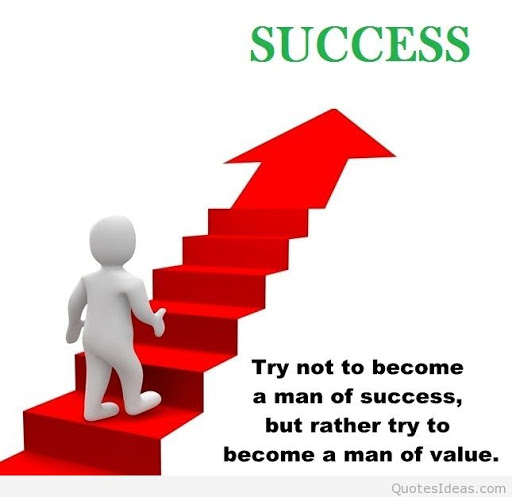 SUCCESS
Try not to become
a man of success,
but rather try to
become a man of value.
QuotesIdeas.com